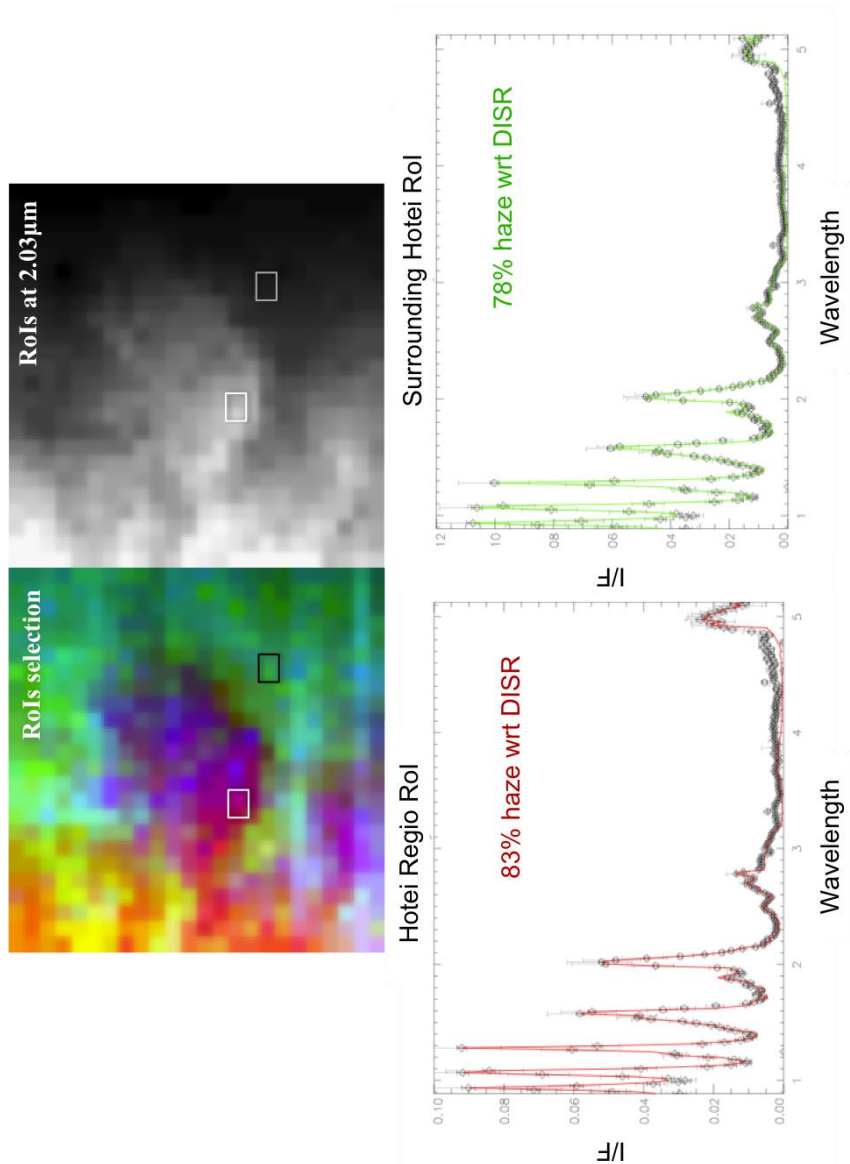 RoIs selection
RoIs at 2.03µm
Hotei Regio RoI
0.10
0.08
0.06
0.04
0.02
0.00
I/F
83% haze wrt DISR
1 2 3 4 5
Wavelength
Surrounding Hotei RoI
12
10
08
06
04
02
00
I/F
78% haze wrt DISR
1 2 3 4 5
Wavelength